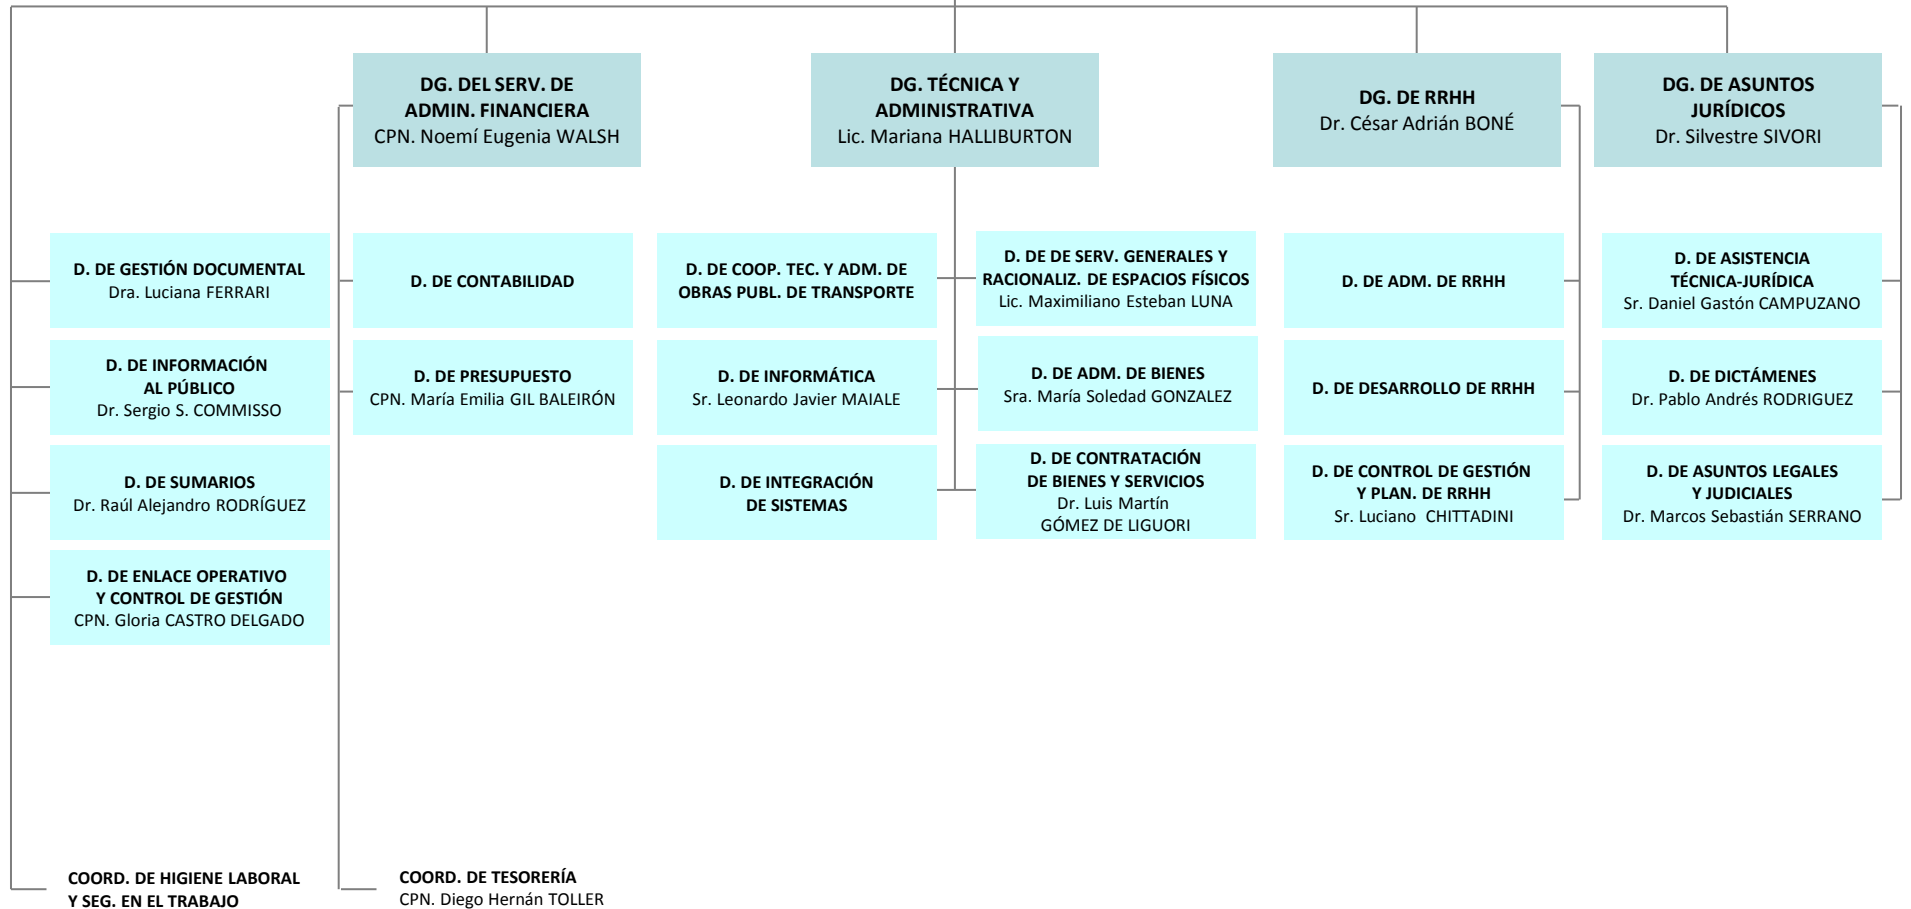 DG. DEL SERV. DE
ADMIN. FINANCIERA
CPN. Noemí Eugenia WALSH
DG. TÉCNICA Y
ADMINISTRATIVA
Lic. Mariana HALLIBURTON
DG. DE RRHH
Dr. César Adrián BONÉ
DG. DE ASUNTOS
JURÍDICOS
Dr. Silvestre SIVORI
D. DE GESTIÓN DOCUMENTAL
Dra. Luciana FERRARI
D. DE CONTABILIDAD
D. DE COOP. TEC. Y ADM. DE
OBRAS PUBL. DE TRANSPORTE
D. DE DE SERV. GENERALES Y
RACIONALIZ. DE ESPACIOS FÍSICOS
Lic. Maximiliano Esteban LUNA
D. DE ADM. DE RRHH
D. DE ASISTENCIA
TÉCNICA-JURÍDICA
Sr. Daniel Gastón CAMPUZANO
D. DE INFORMACIÓN
AL PÚBLICO
Dr. Sergio S. COMMISSO
D. DE PRESUPUESTO
CPN. María Emilia GIL BALEIRÓN
D. DE INFORMÁTICA
Sr. Leonardo Javier MAIALE
D. DE ADM. DE BIENES
Sra. María Soledad GONZALEZ
D. DE DESARROLLO DE RRHH
D. DE DICTÁMENES
Dr. Pablo Andrés RODRIGUEZ
D. DE SUMARIOS
Dr. Raúl Alejandro RODRÍGUEZ
D. DE INTEGRACIÓN
DE SISTEMAS
D. DE CONTRATACIÓN
DE BIENES Y SERVICIOS
Dr. Luis Martín
GÓMEZ DE LIGUORI
D. DE CONTROL DE GESTIÓN
Y PLAN. DE RRHH
Sr. Luciano  CHITTADINI
D. DE ASUNTOS LEGALES
Y JUDICIALES
Dr. Marcos Sebastián SERRANO
D. DE ENLACE OPERATIVO
Y CONTROL DE GESTIÓN
CPN. Gloria CASTRO DELGADO
COORD. DE HIGIENE LABORAL
Y SEG. EN EL TRABAJO
COORD. DE TESORERÍA
CPN. Diego Hernán TOLLER